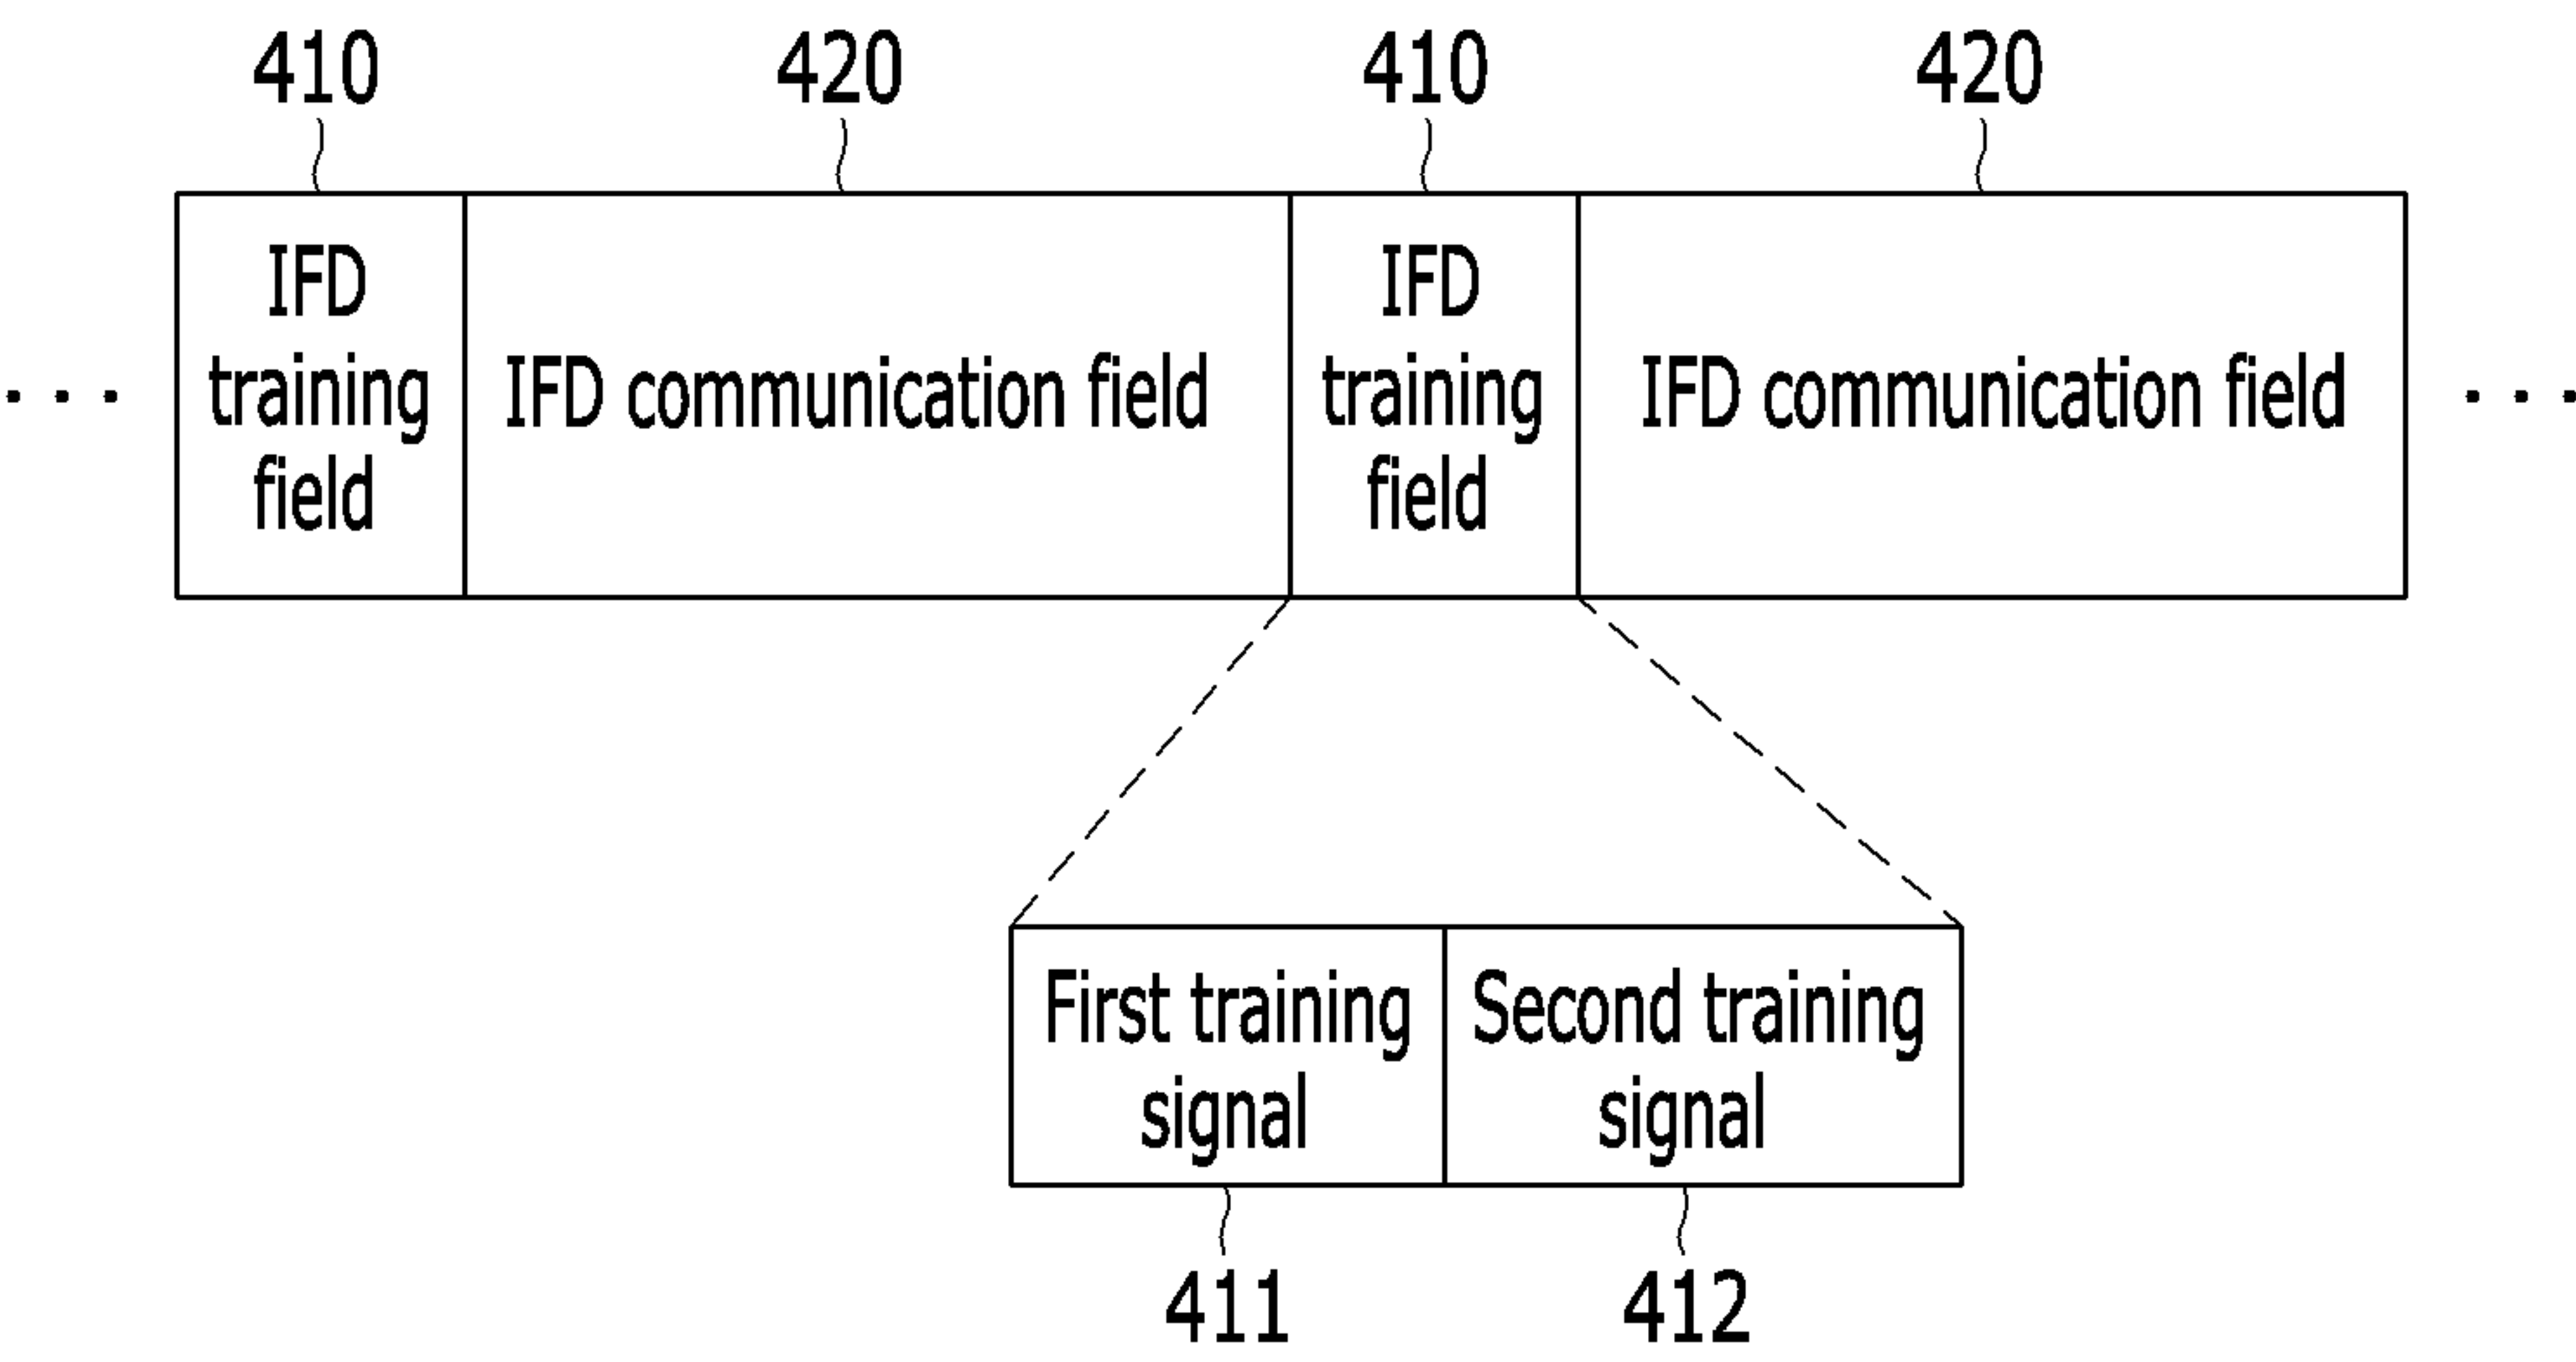 410 420 410 420
IFD
training
field
IFD communication field
IFD
training
field
IFD communication field
. . .
. . .
First training
signal
Second training
signal
411 412